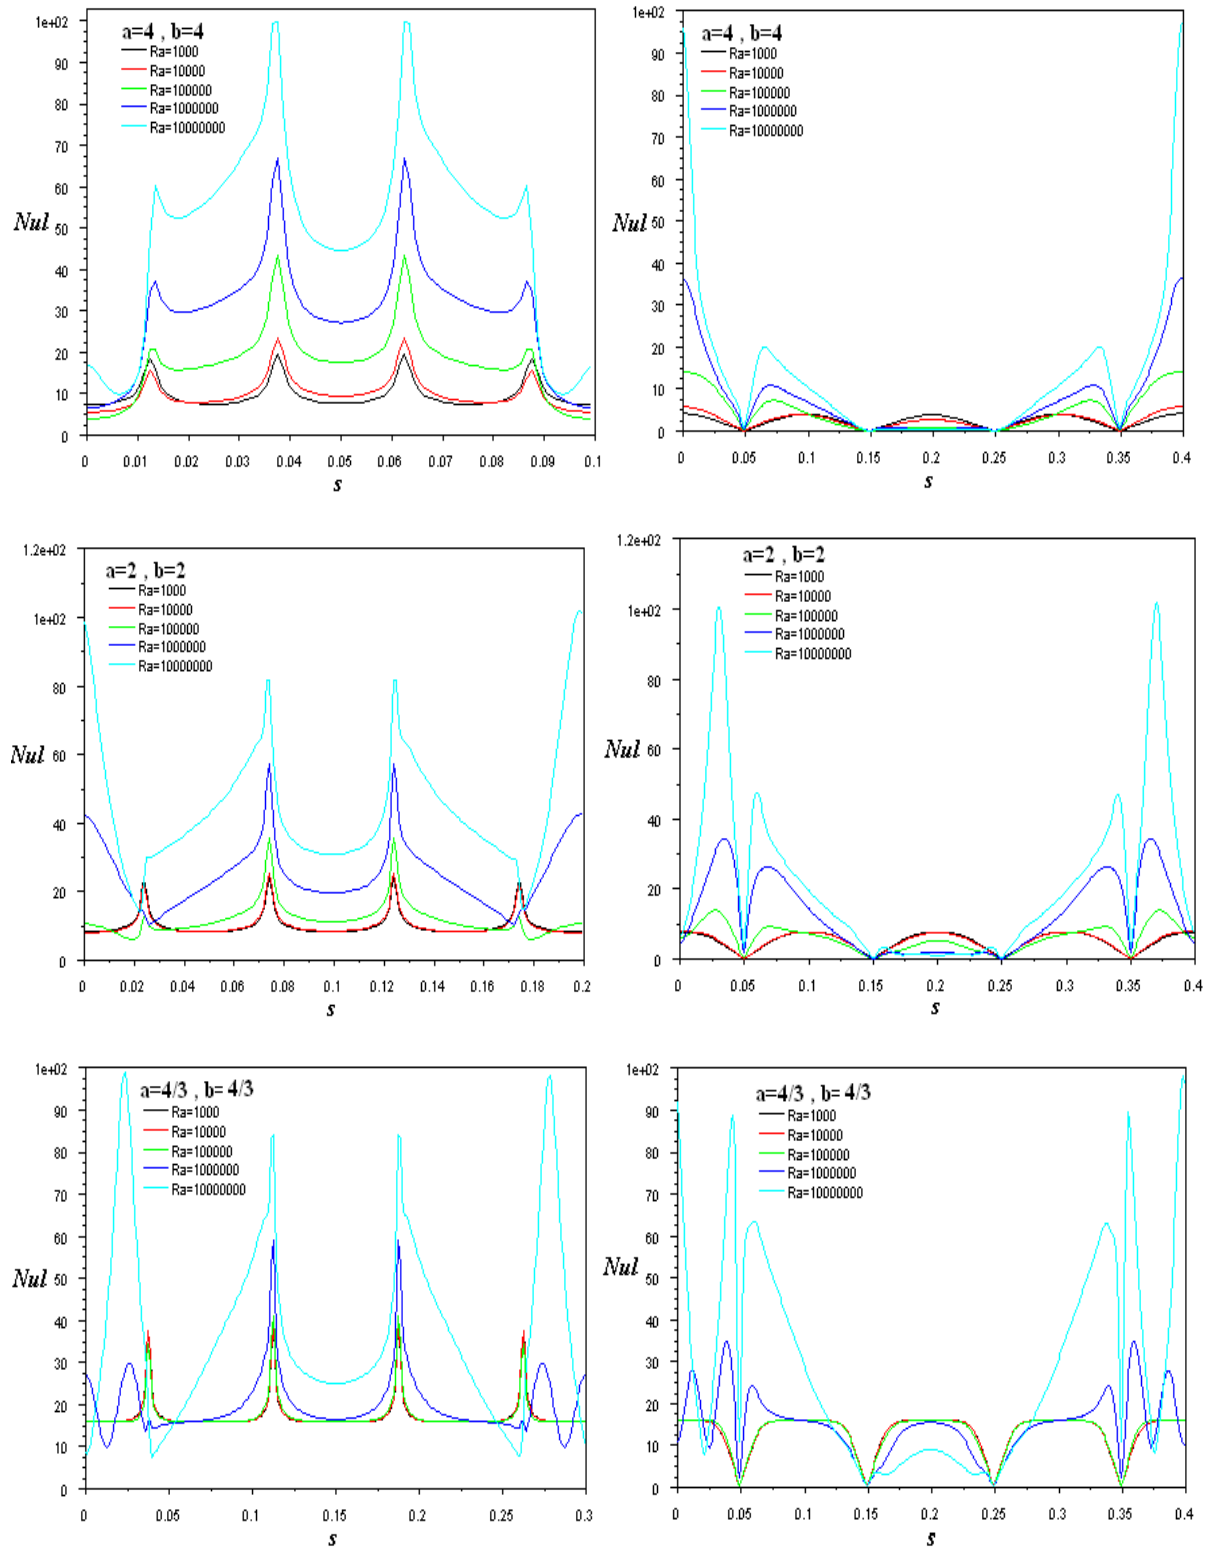 1e+02
a=4 , b=4
Ra=1000
Ra=10000
Ra=100000
Ra=1000000
Ra=10000000
90
80
70
60
50
40
30
20
10
0
Nul
0 0.01 0.02 0.03 0.04 0.05 0.06 0.07 0.08 0.09 0.1
s
1e+02
a=4 , b=4
Ra=1000
Ra=10000
Ra=100000
Ra=1000000
Ra=10000000
90
80
70
60
50
40
30
20
10
0
Nul
0 0.05 0.1 0.15 0.2 0.25 0.3 0.35 0.4
s
1.2e+02
a=2 , b=2
Ra=1000
Ra=10000
Ra=100000
Ra=1000000
Ra=10000000
1e+02
80
60
40
20
0
Nul
0 0.02 0.04 0.06 0.08 0.1 0.12 0.14 0.16 0.18 0.2
s
1.2e+02
a=2 , b=2
Ra=1000
Ra=10000
Ra=100000
Ra=1000000
Ra=10000000
1e+02
80
60
40
20
0
Nul
0 0.05 0.1 0.15 0.2 0.25 0.3 0.35 0.4
s
1e+02
a=4/3 , b= 4/3
Ra=1000
Ra=10000
Ra=100000
Ra=1000000
Ra=10000000
90
80
70
60
50
40
30
20
10
0
Nul
0 0.05 0.1 0.15 0.2 0.25 0.3
s
1e+02
a=4/3 , b= 4/3
Ra=1000
Ra=10000
Ra=100000
Ra=1000000
Ra=10000000
90
80
70
60
50
40
30
20
10
0
Nul
0 0.05 0.1 0.15 0.2 0.25 0.3 0.35 0.4
s